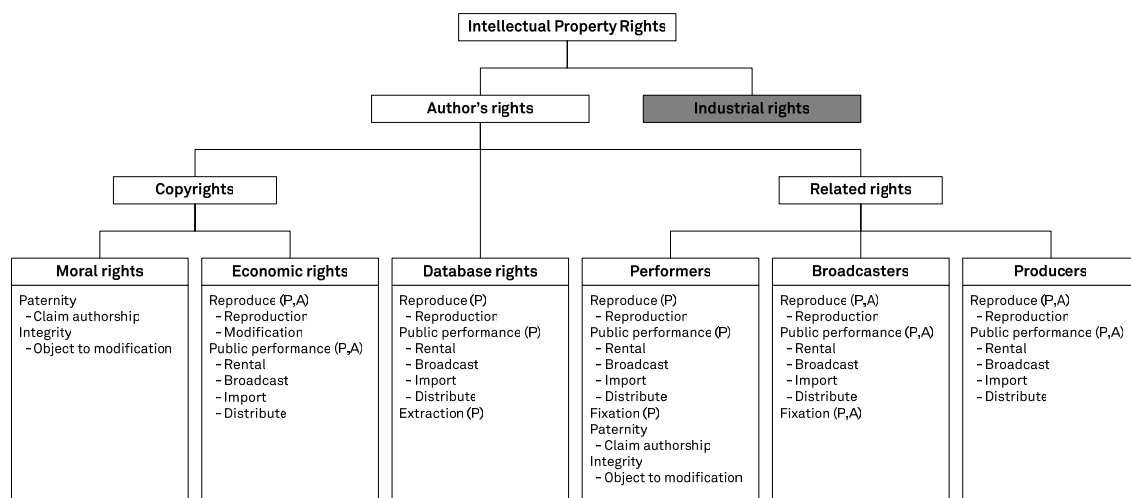 Intellectual Property Rights
Author's rights
Industrial rights
Copyrights
Related rights
Moral rights
Paternity
- Claim authorship
Integrity
- Object to modification
Economic rights
Reproduce (P,A)
- Reproduction
- Modification
Public performance (P,A)
- Rental
- Broadcast
- Import
- Distribute
Database rights
Reproduce (P)
- Reproduction
Public performance (P)
- Rental
- Broadcast
- Import
- Distribute
Extraction (P)
Performers
Reproduce (P)
- Reproduction
Public performance (P)
- Rental
- Broadcast
- Import
- Distribute
Fixation (P)
Paternity
- Claim authorship
Integrity
- Object to modification
Broadcasters
Reproduce (P,A)
- Reproduction
Public performance (P,A)
- Rental
- Broadcast
- Import
- Distribute
Fixation (P,A)
Producers
Reproduce (P,A)
- Reproduction
Public performance (P,A)
- Rental
- Broadcast
- Import
- Distribute